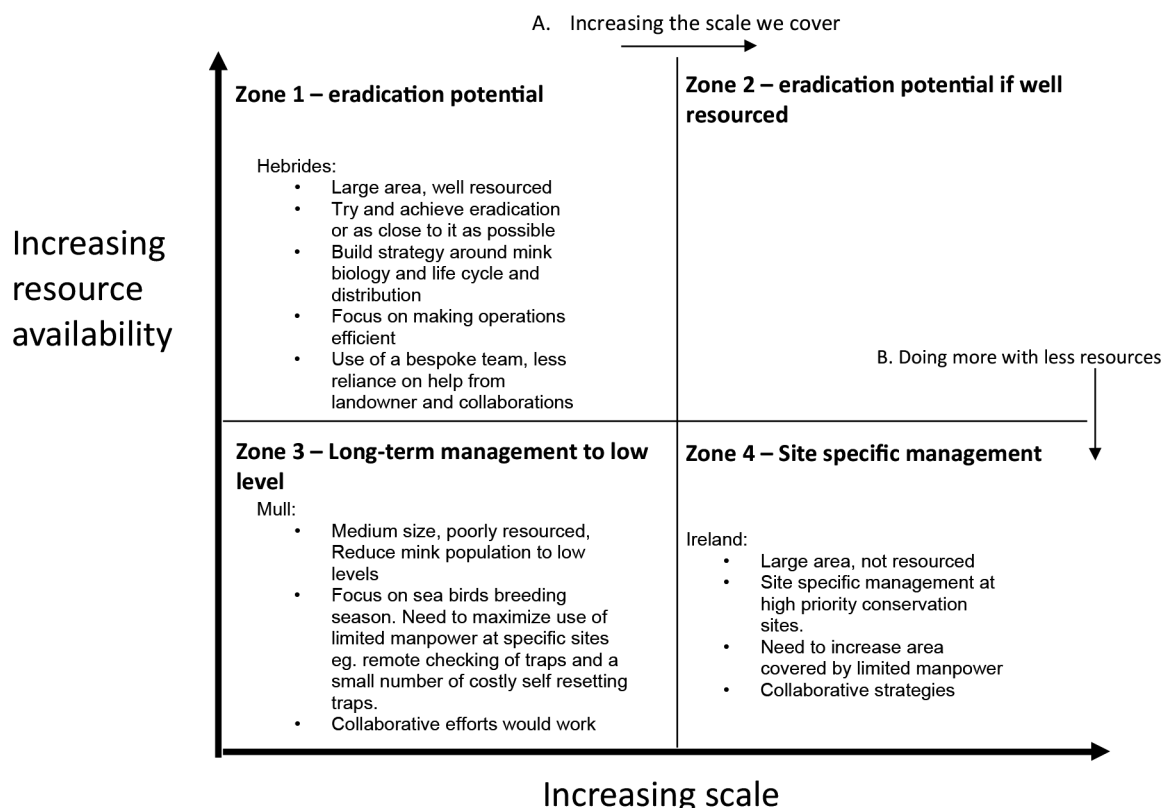 A. Increasing the scale we cover
Zone 1 – eradication potential
Hebrides:
• Large area, well resourced
• Try and achieve eradication
or as close to it as possible
• Build strategy around mink
biology and life cycle and
distribution
• Focus on making operations
efficient
• Use of a bespoke team, less
reliance on help from
landowner and collaborations
Zone 2 – eradication potential if well
resourced
Increasing
resource
availability
B. Doing more with less resources
Zone 3 – Long-term management to low
level
Mull:
• Medium size, poorly resourced,
Reduce mink population to low
levels
• Focus on sea birds breeding
season. Need to maximize use of
limited manpower at specific sites
eg. remote checking of traps and a
small number of costly self resetting
traps.
• Collaborative efforts would work
Zone 4 – Site specific management
Ireland:
• Large area, not resourced
• Site specific management at
high priority conservation
sites.
• Need to increase area
covered by limited manpower
• Collaborative strategies
Increasing scale